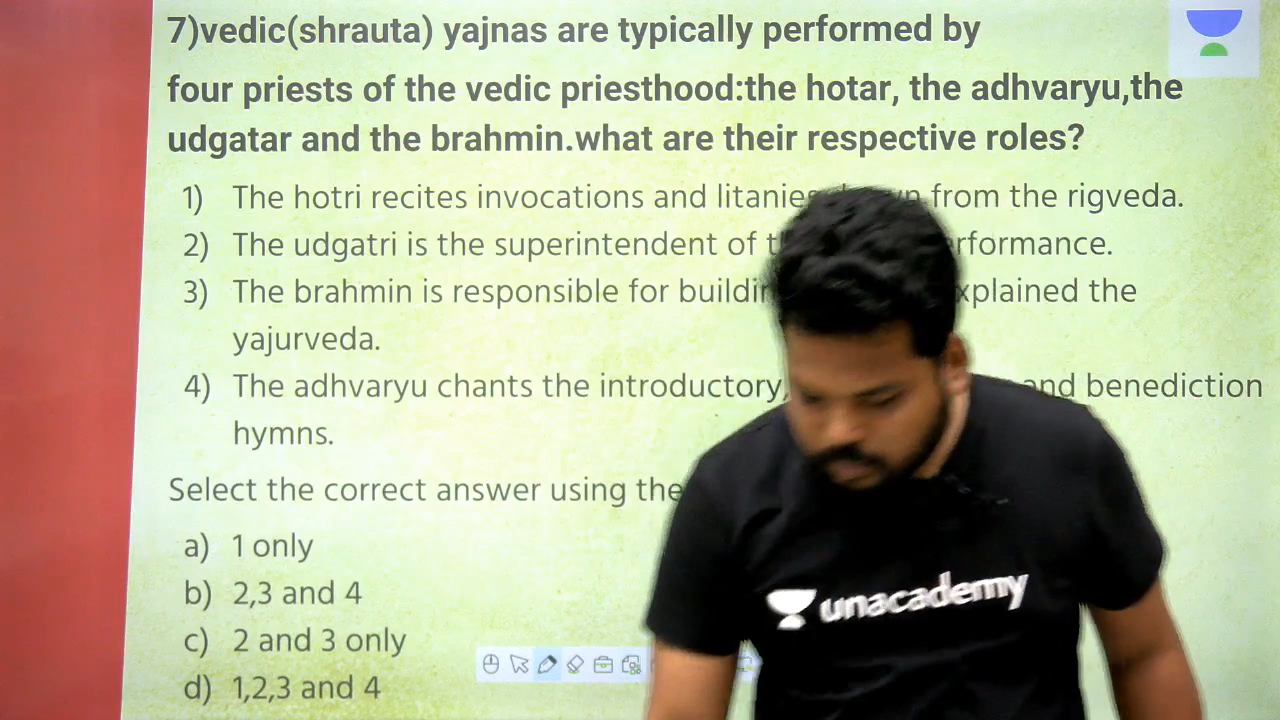 7)vedic(shrauta) yajnas are typically performed by
four priests of the vedic priesthood:the hotar, the adhvaryu,the
udgatar and the brahmin.what are their respective roles?
1) The hotri recites invocations and litanies from the rigveda.
2) The udgatri is the superintendent of
3) The brahmin is responsible for the
yajurveda.
4) The adhvaryu chants the introductory, and benediction
hymns.
Select the correct answer using the
a) 1 only
b) 2,3 and 4
c) 2 and 3 only
d) 1,2,3 and 4
unacademy